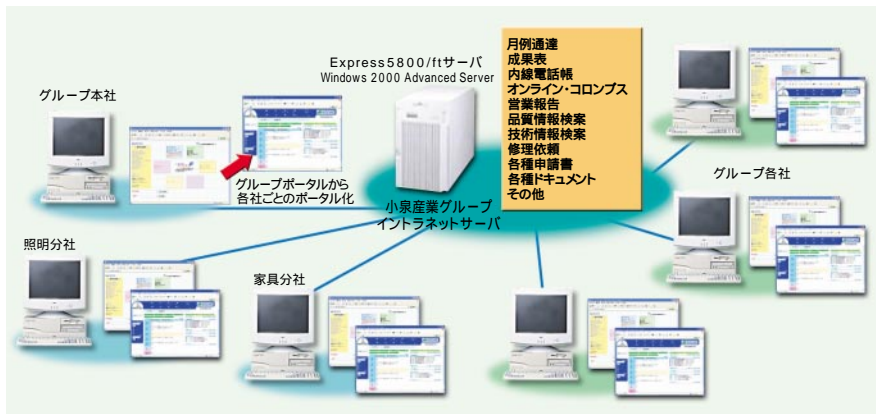 Express5800/ftサーバ
Windows 2000 Advanced Server
月例通達
成果表
内線電話帳
オンライン・コロンブス
営業報告
品質情報検索
技術情報検索
修理依頼
各種申請書
各種ドキュメント
その他
グループ本社
グループポータルから
各社ごとのポータル化
小泉産業グループ
イントラネットサーバ
グループ各社
照明分社
家具分社